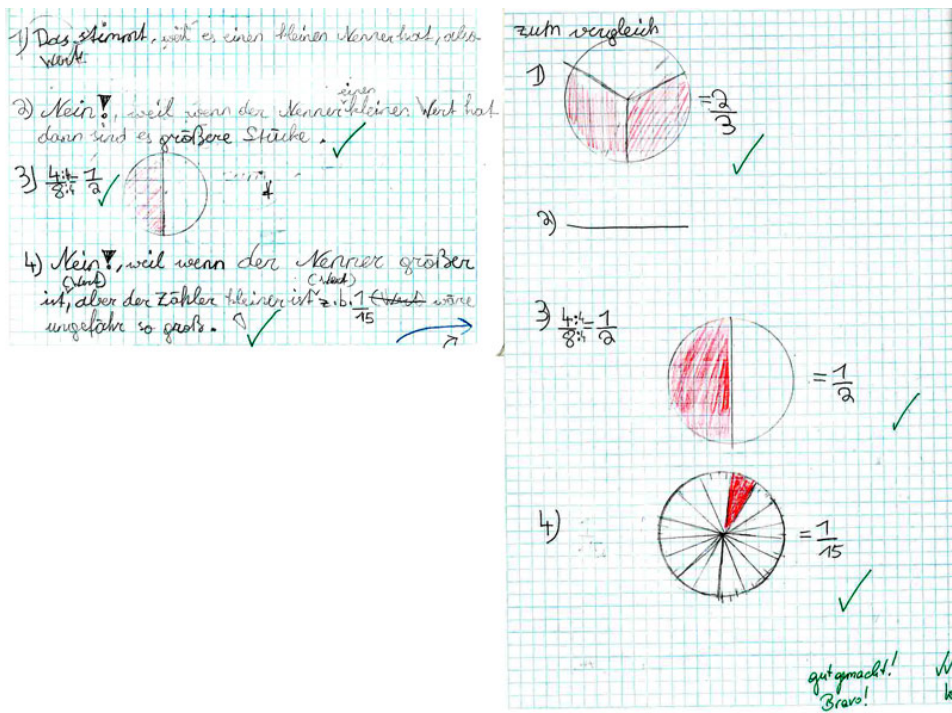 1) Das stimmt, weil es einen kleinen Nenner hat, also
Wert.
einen
2) Nein!, weil wenn der Nenner kleinen Wert hat
dann sind es größere Stücke.
3) 4:4 / 8:4 = 1/2
4) Nein!, weil wenn der Nenner größer
(Wert) (Wert)
ist, aber der Zähler kleiner ist z.b. 1/15 (Wert) wäre
ungefähr so groß.
zum vergleich
1) = 2/3
2)
3) 4:4 / 8:4 = 1/2
= 1/2
4) = 1/15
gut gemacht!
Bravo!